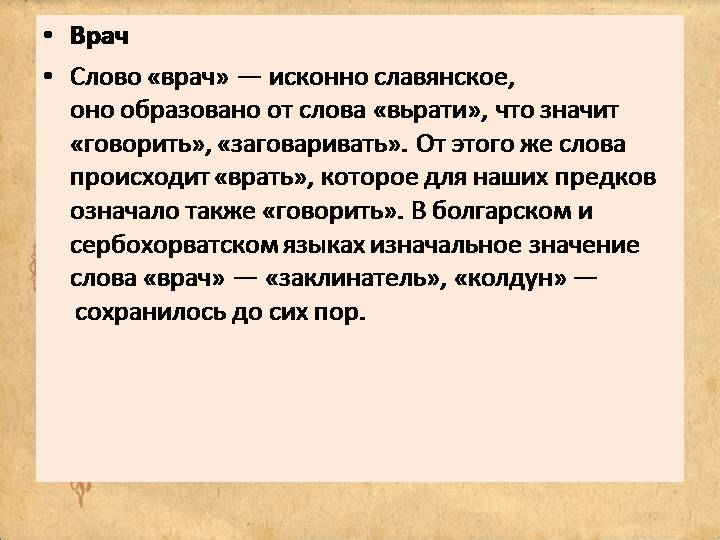 • Врач
• Слово «врач» — исконно славянское,
оно образовано от слова «вьрати», что значит
«говорить», «заговаривать». От этого же слова
происходит «врать», которое для наших предков
означало также «говорить». В болгарском и
сербохорватском языках изначальное значение
слова «врач» — «заклинатель», «колдун» —
сохранилось до сих пор.